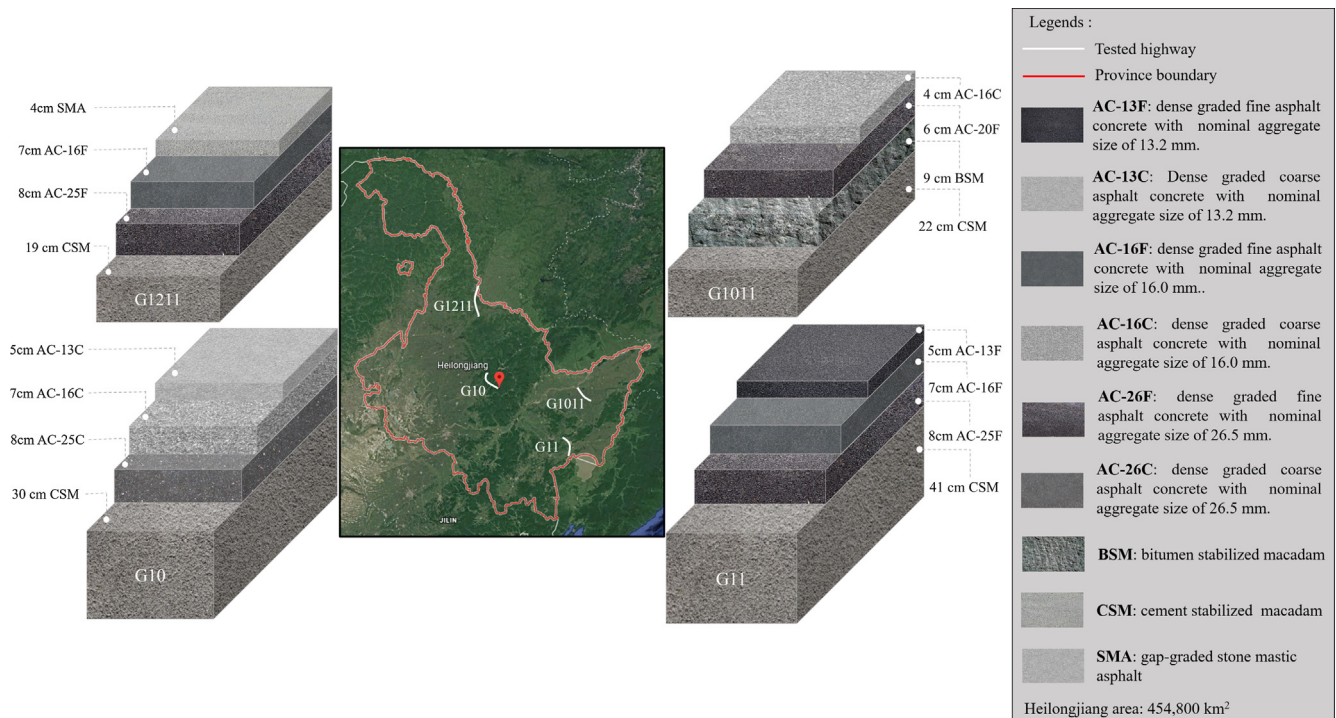 4cm SMA
7cm AC-16F
8cm AC-25F
19 cm CSM
G1211
5cm AC-13C
7cm AC-16C
8cm AC-25C
30 cm CSM
G10
G1211
Heilongjiang
G10
G1011
G11
JILIN
4 cm AC-16C
6 cm AC-20F
9 cm BSM
22 cm CSM
G1011
5cm AC-13F
7cm AC-16F
8cm AC-25F
41 cm CSM
G11
Legends :
Tested highway
Province boundary
AC-13F: dense graded fine asphalt
concrete with nominal aggregate
size of 13.2 mm.
AC-13C: Dense graded coarse
asphalt concrete with nominal
aggregate size of 13.2 mm.
AC-16F: dense graded fine asphalt
concrete with nominal aggregate
size of 16.0 mm..
AC-16C: dense graded coarse
asphalt concrete with nominal
aggregate size of 16.0 mm.
AC-26F: dense graded fine
asphalt concrete with nominal
aggregate size of 26.5 mm.
AC-26C: dense graded coarse
asphalt concrete with nominal
aggregate size of 26.5 mm.
BSM: bitumen stabilized macadam
CSM: cement stabilized macadam
SMA: gap-graded stone mastic
asphalt
Heilongjiang area: 454,800 km²